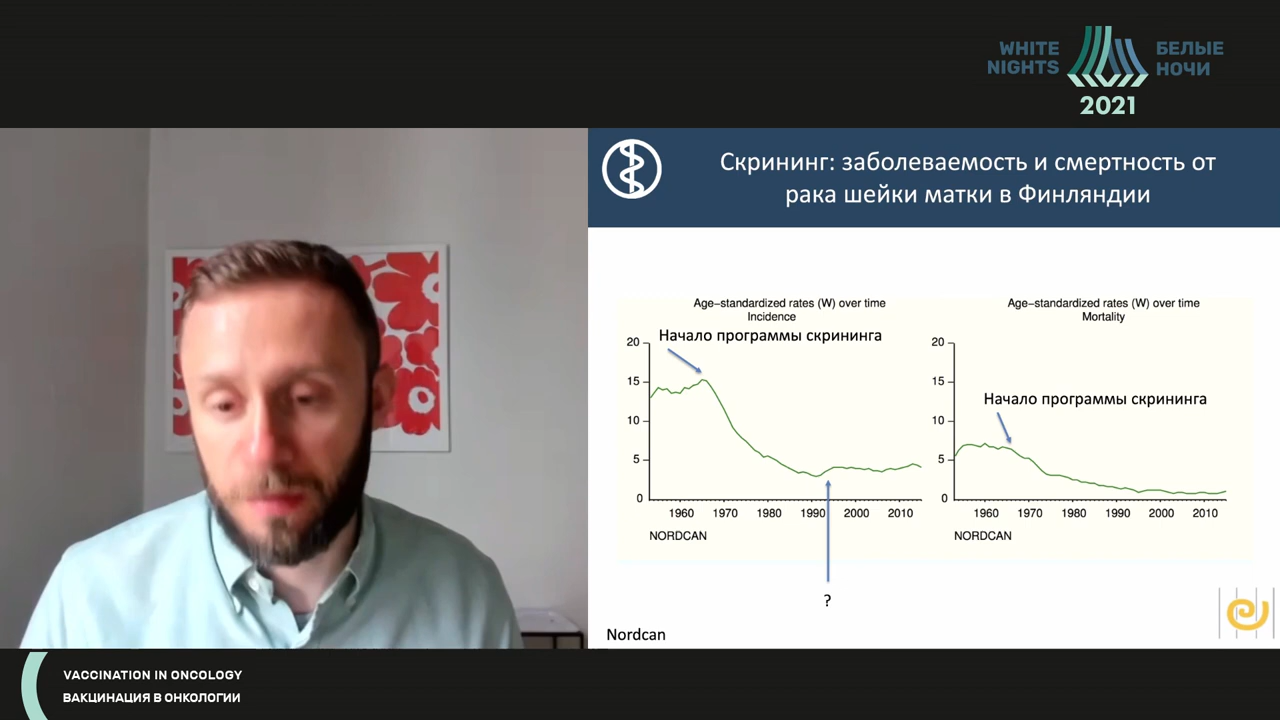 WHITE
NIGHTS
БЕЛЫЕ
НОЧИ
2021
Скрининг: заболеваемость и смертность от
рака шейки матки в Финляндии
Age-standardized rates (W) over time
Incidence
Начало программы скрининга
20
15
10
5
0
1960 1970 1980 1990 2000 2010
NORDCAN
?
Age-standardized rates (W) over time
Mortality
20
15
Начало программы скрининга
10
5
0
1960 1970 1980 1990 2000 2010
NORDCAN
Nordcan
VACCINATION IN ONCOLOGY
ВАКЦИНАЦИЯ В ОНКОЛОГИИ